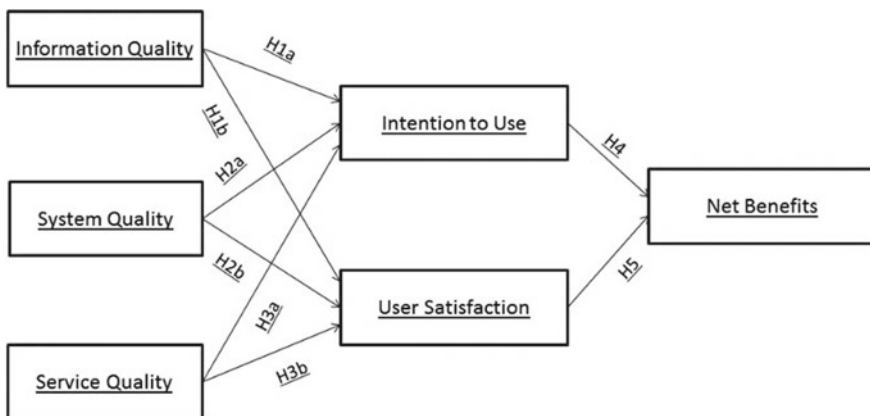 Information Quality
H1a
H1b
Intention to Use
H2a
H4
System Quality
Net Benefits
H2b
H3a
H5
User Satisfaction
Service Quality
H3b